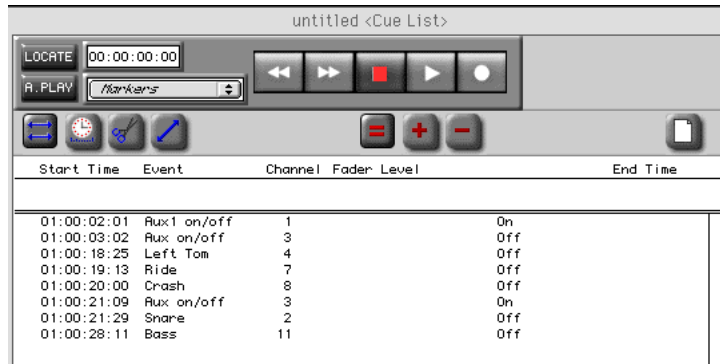 untitled <Cue List>
LOCATE 00:00:00:00
A.PLAY Markers
Start Time Event Channel Fader Level End Time
01:00:02:01 Aux1 on/off 1 On
01:00:03:02 Aux on/off 3 Off
01:00:18:25 Left Tom 4 Off
01:00:19:13 Ride 7 Off
01:00:20:00 Crash 8 Off
01:00:21:09 Aux on/off 3 On
01:00:21:29 Snare 2 Off
01:00:28:11 Bass 11 Off